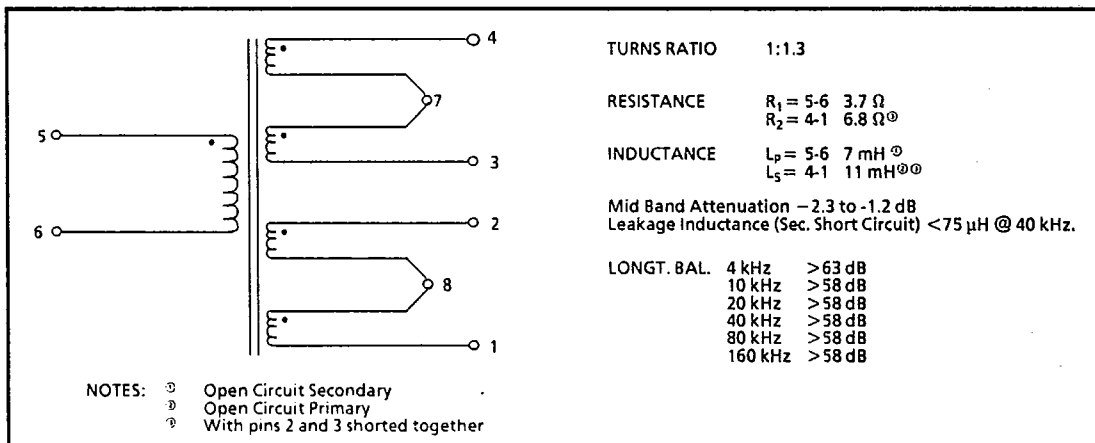 4
7
3
5
6
2
8
1
TURNS RATIO 1:1.3
RESISTANCE R₁ = 5-6 3.7 Ω
R₂ = 4-1 6.8 Ω
INDUCTANCE Lₚ = 5-6 7 mH
Lₛ = 4-1 11 mH
Mid Band Attenuation −2.3 to -1.2 dB
Leakage Inductance (Sec. Short Circuit) <75 μH @ 40 kHz.
LONGT. BAL. 4 kHz >63 dB
10 kHz >58 dB
20 kHz >58 dB
40 kHz >58 dB
80 kHz >58 dB
160 kHz >58 dB
NOTES: Open Circuit Secondary
Open Circuit Primary
With pins 2 and 3 shorted together